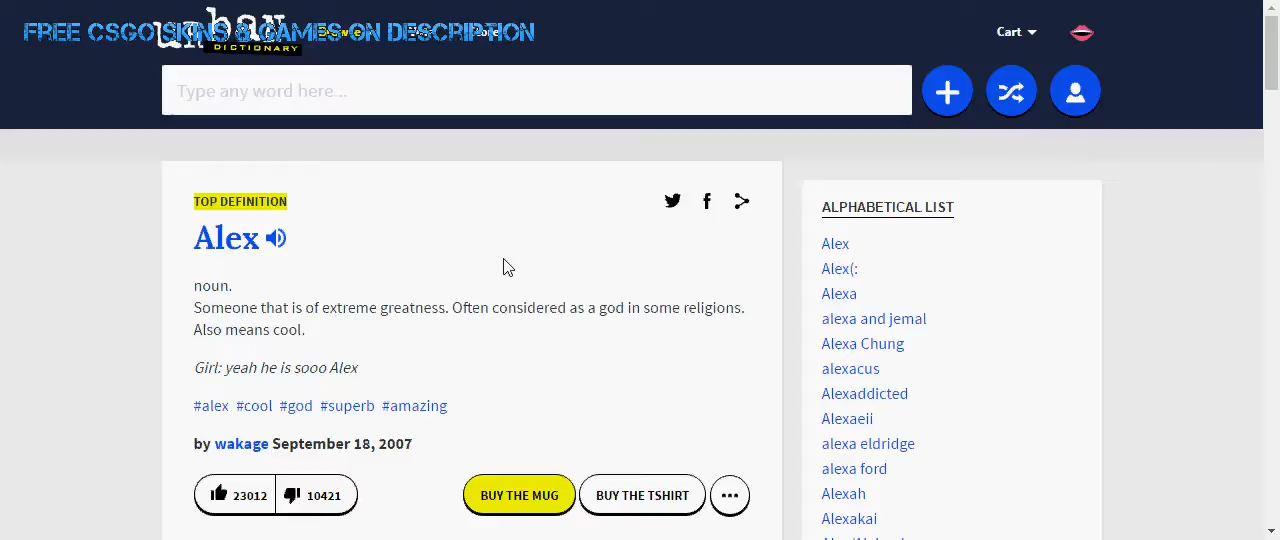 FREE CSGO SKINS & GAMES ON DESCRIPTION
urban
DICTIONARY
Browse
Cart
Type any word here...
TOP DEFINITION
Alex
noun.
Someone that is of extreme greatness. Often considered as a god in some religions.
Also means cool.
Girl: yeah he is sooo Alex
#alex #cool #god #superb #amazing
by wakage September 18, 2007
23012 10421 BUY THE MUG BUY THE TSHIRT
ALPHABETICAL LIST
Alex
Alex(:
Alexa
alexa and jemal
Alexa Chung
alexacus
Alexaddicted
Alexaeii
alexa eldridge
alexa ford
Alexah
Alexakai